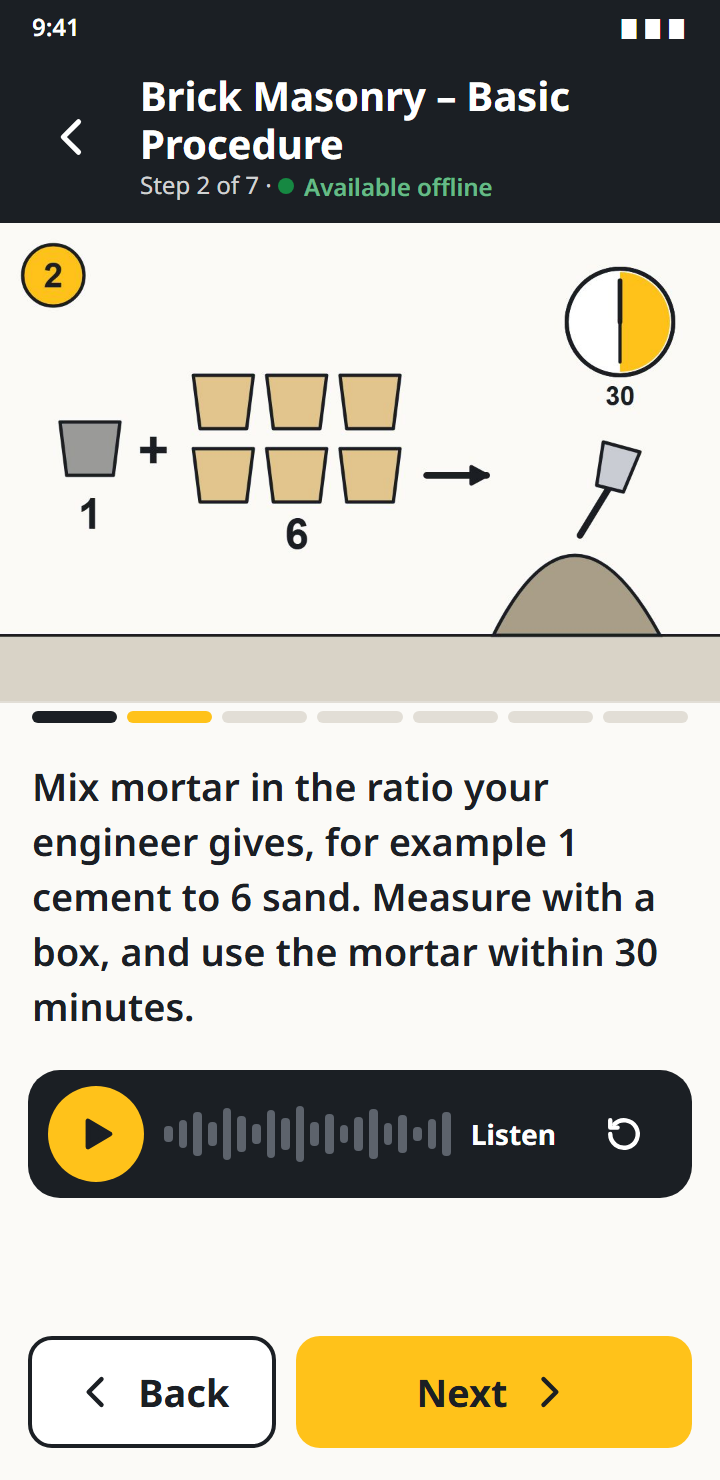 9:41
Brick Masonry – Basic
Procedure
Step 2 of 7 · Available offline
2
30
+
1
6
Mix mortar in the ratio your
engineer gives, for example 1
cement to 6 sand. Measure with a
box, and use the mortar within 30
minutes.
Listen
Back
Next